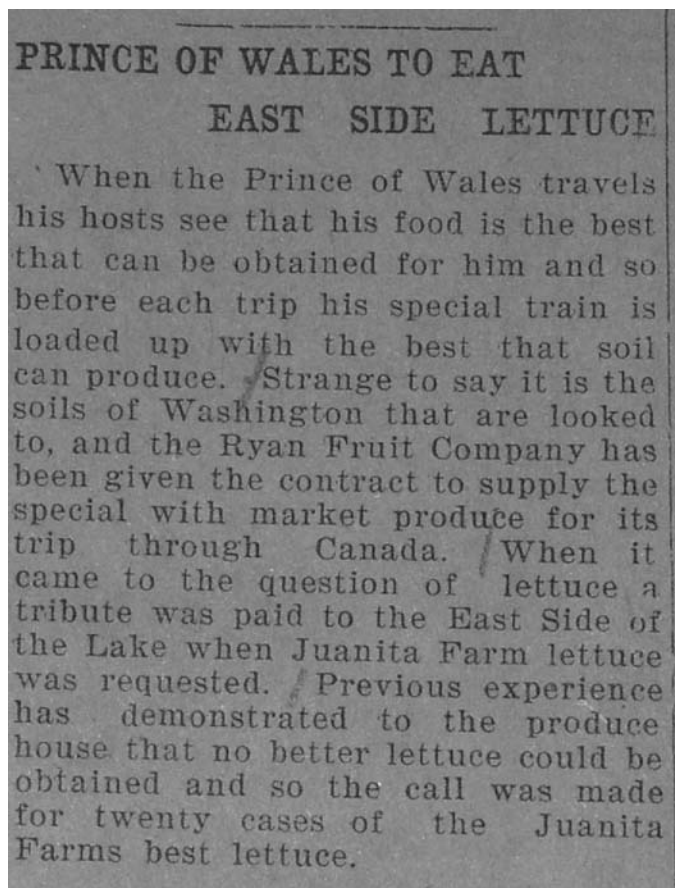 PRINCE OF WALES TO EAT
EAST SIDE LETTUCE
When the Prince of Wales travels
his hosts see that his food is the best
that can be obtained for him and so
before each trip his special train is
loaded up with the best that soil
can produce. Strange to say it is the
soils of Washington that are looked
to, and the Ryan Fruit Company has
been given the contract to supply the
special with market produce for its
trip through Canada. When it
came to the question of lettuce a
tribute was paid to the East Side of
the Lake when Juanita Farm lettuce
was requested. Previous experience
has demonstrated to the produce
house that no better lettuce could be
obtained and so the call was made
for twenty cases of the Juanita
Farms best lettuce.